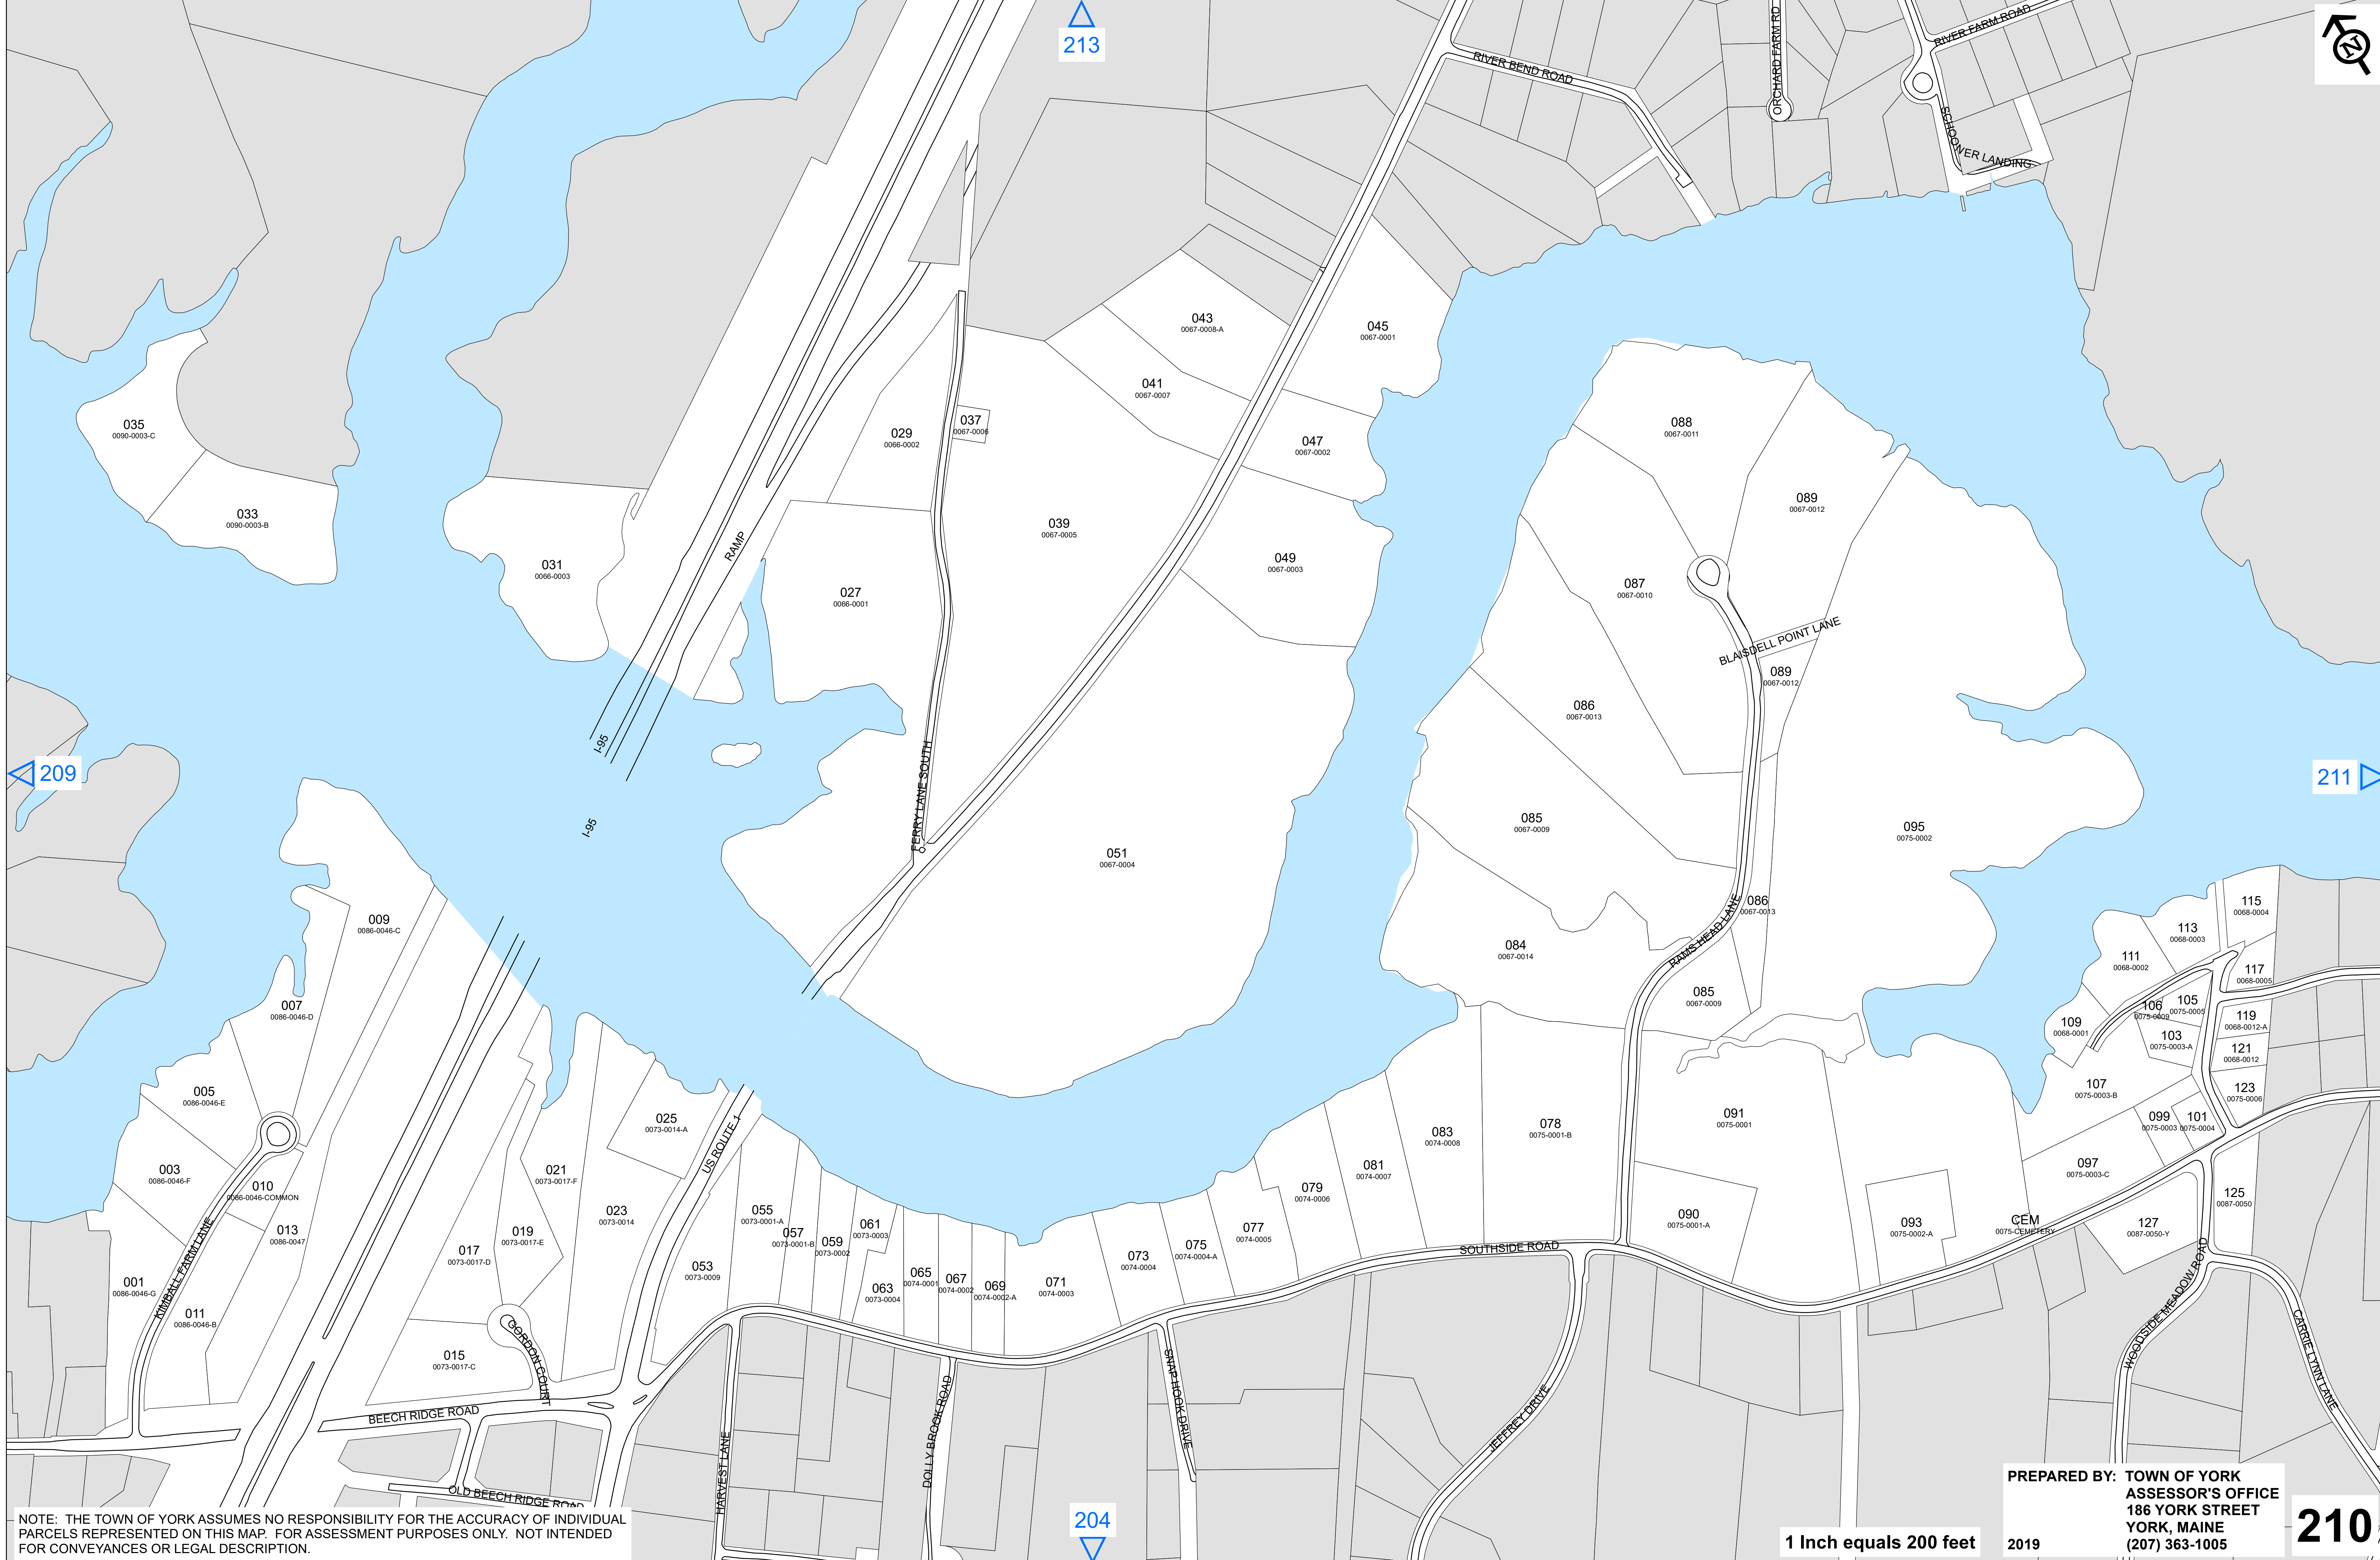 213
RIVER BEND ROAD
ORCHARD FARM RD
RIVER FARM ROAD
SCHOONER LANDING
N
043
0067-0008-A
045
0067-0001
041
0067-0007
035
0090-0003-C
029
0066-0002
037
0067-0006
047
0067-0002
088
0067-0011
033
0090-0003-B
039
0067-0005
089
0067-0012
RAMP
031
0066-0003
049
0067-0003
027
0066-0001
087
0067-0010
BLAISDELL POINT LANE
089
0067-0012
086
0067-0013
I-95
209
211
FERRY LANE SOUTH
I-95
085
0067-0009
095
0075-0002
051
0067-0004
009
0086-0046-C
086
0067-0013
RAMS HEAD LANE
084
0067-0014
085
0067-0009
115
0068-0004
113
0068-0003
111
0068-0002
117
0068-0005
106
0075-0009
105
0075-0005
109
0068-0001
103
0075-0003-A
119
0068-0012-A
121
0068-0012
107
0075-0003-B
123
0075-0006
099
0075-0003
101
0075-0004
097
0075-0003-C
007
0086-0046-D
005
0086-0046-E
003
0086-0046-F
010
0086-0046-COMMON
013
0086-0047
001
0086-0046-G
011
0086-0046-B
KIMBALL FARM LANE
017
0073-0017-D
019
0073-0017-E
021
0073-0017-F
023
0073-0014
025
0073-0014-A
US ROUTE 1
015
0073-0017-C
GORDON COURT
053
0073-0009
055
0073-0001-A
057
0073-0001-B
059
0073-0002
061
0073-0003
063
0073-0004
065
0074-0001
067
0074-0002
069
0074-0002-A
071
0074-0003
073
0074-0004
075
0074-0004-A
077
0074-0005
079
0074-0006
081
0074-0007
083
0074-0008
078
0075-0001-B
091
0075-0001
090
0075-0001-A
093
0075-0002-A
CEM
0075-CEMETERY
127
0087-0050-Y
125
0087-0050
SOUTHSIDE ROAD
BEECH RIDGE ROAD
OLD BEECH RIDGE ROAD
HARVEST LANE
DOLLY BROOK ROAD
SNAP HOOK DRIVE
JEFFREY DRIVE
WOODSIDE MEADOW ROAD
CARRIE LYNN LANE
NOTE: THE TOWN OF YORK ASSUMES NO RESPONSIBILITY FOR THE ACCURACY OF INDIVIDUAL
PARCELS REPRESENTED ON THIS MAP. FOR ASSESSMENT PURPOSES ONLY. NOT INTENDED
FOR CONVEYANCES OR LEGAL DESCRIPTION.
204
1 Inch equals 200 feet
PREPARED BY: TOWN OF YORK
ASSESSOR'S OFFICE
186 YORK STREET
YORK, MAINE
2019 (207) 363-1005
210